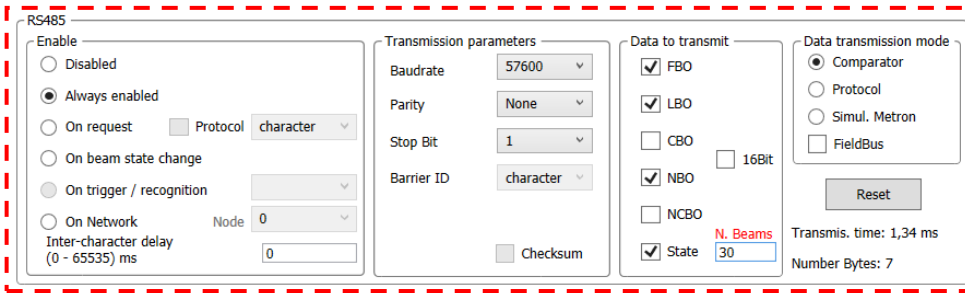 RS485
Enable
Disabled
Always enabled
On request Protocol character
On beam state change
On trigger / recognition
On Network Node 0
Inter-character delay
(0 - 65535) ms 0
Transmission parameters
Baudrate 57600
Parity None
Stop Bit 1
Barrier ID character
Checksum
Data to transmit
FBO
LBO
CBO
16Bit
NBO
NCBO
N. Beams
State 30
Data transmission mode
Comparator
Protocol
Simul. Metron
FieldBus
Reset
Transmis. time: 1,34 ms
Number Bytes: 7